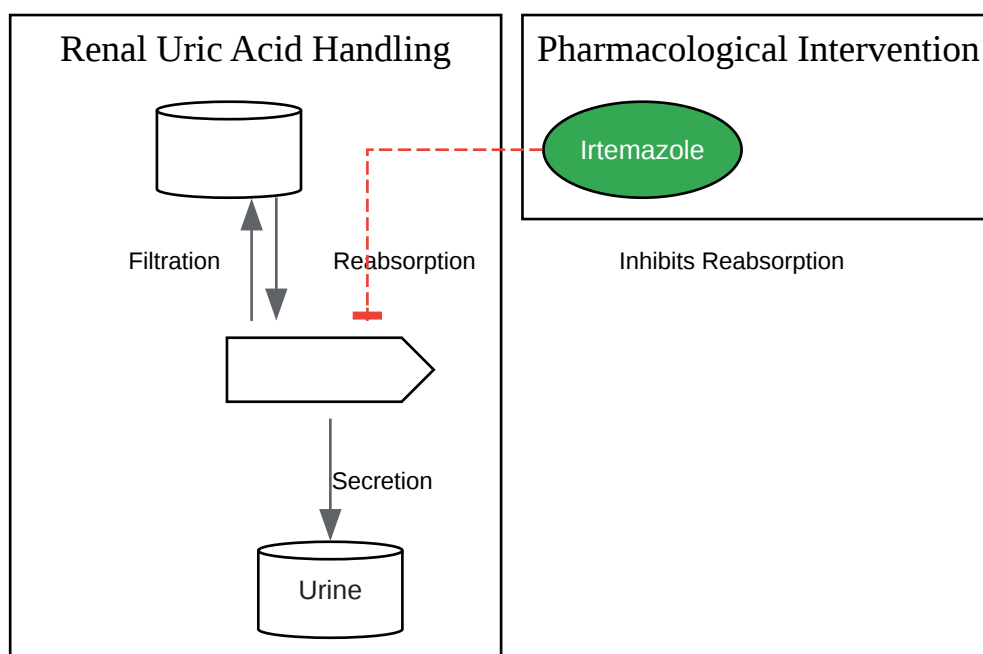 Renal Uric Acid Handling
Pharmacological Intervention
Irtemazole
Filtration
Reabsorption
Inhibits Reabsorption
Secretion
Urine